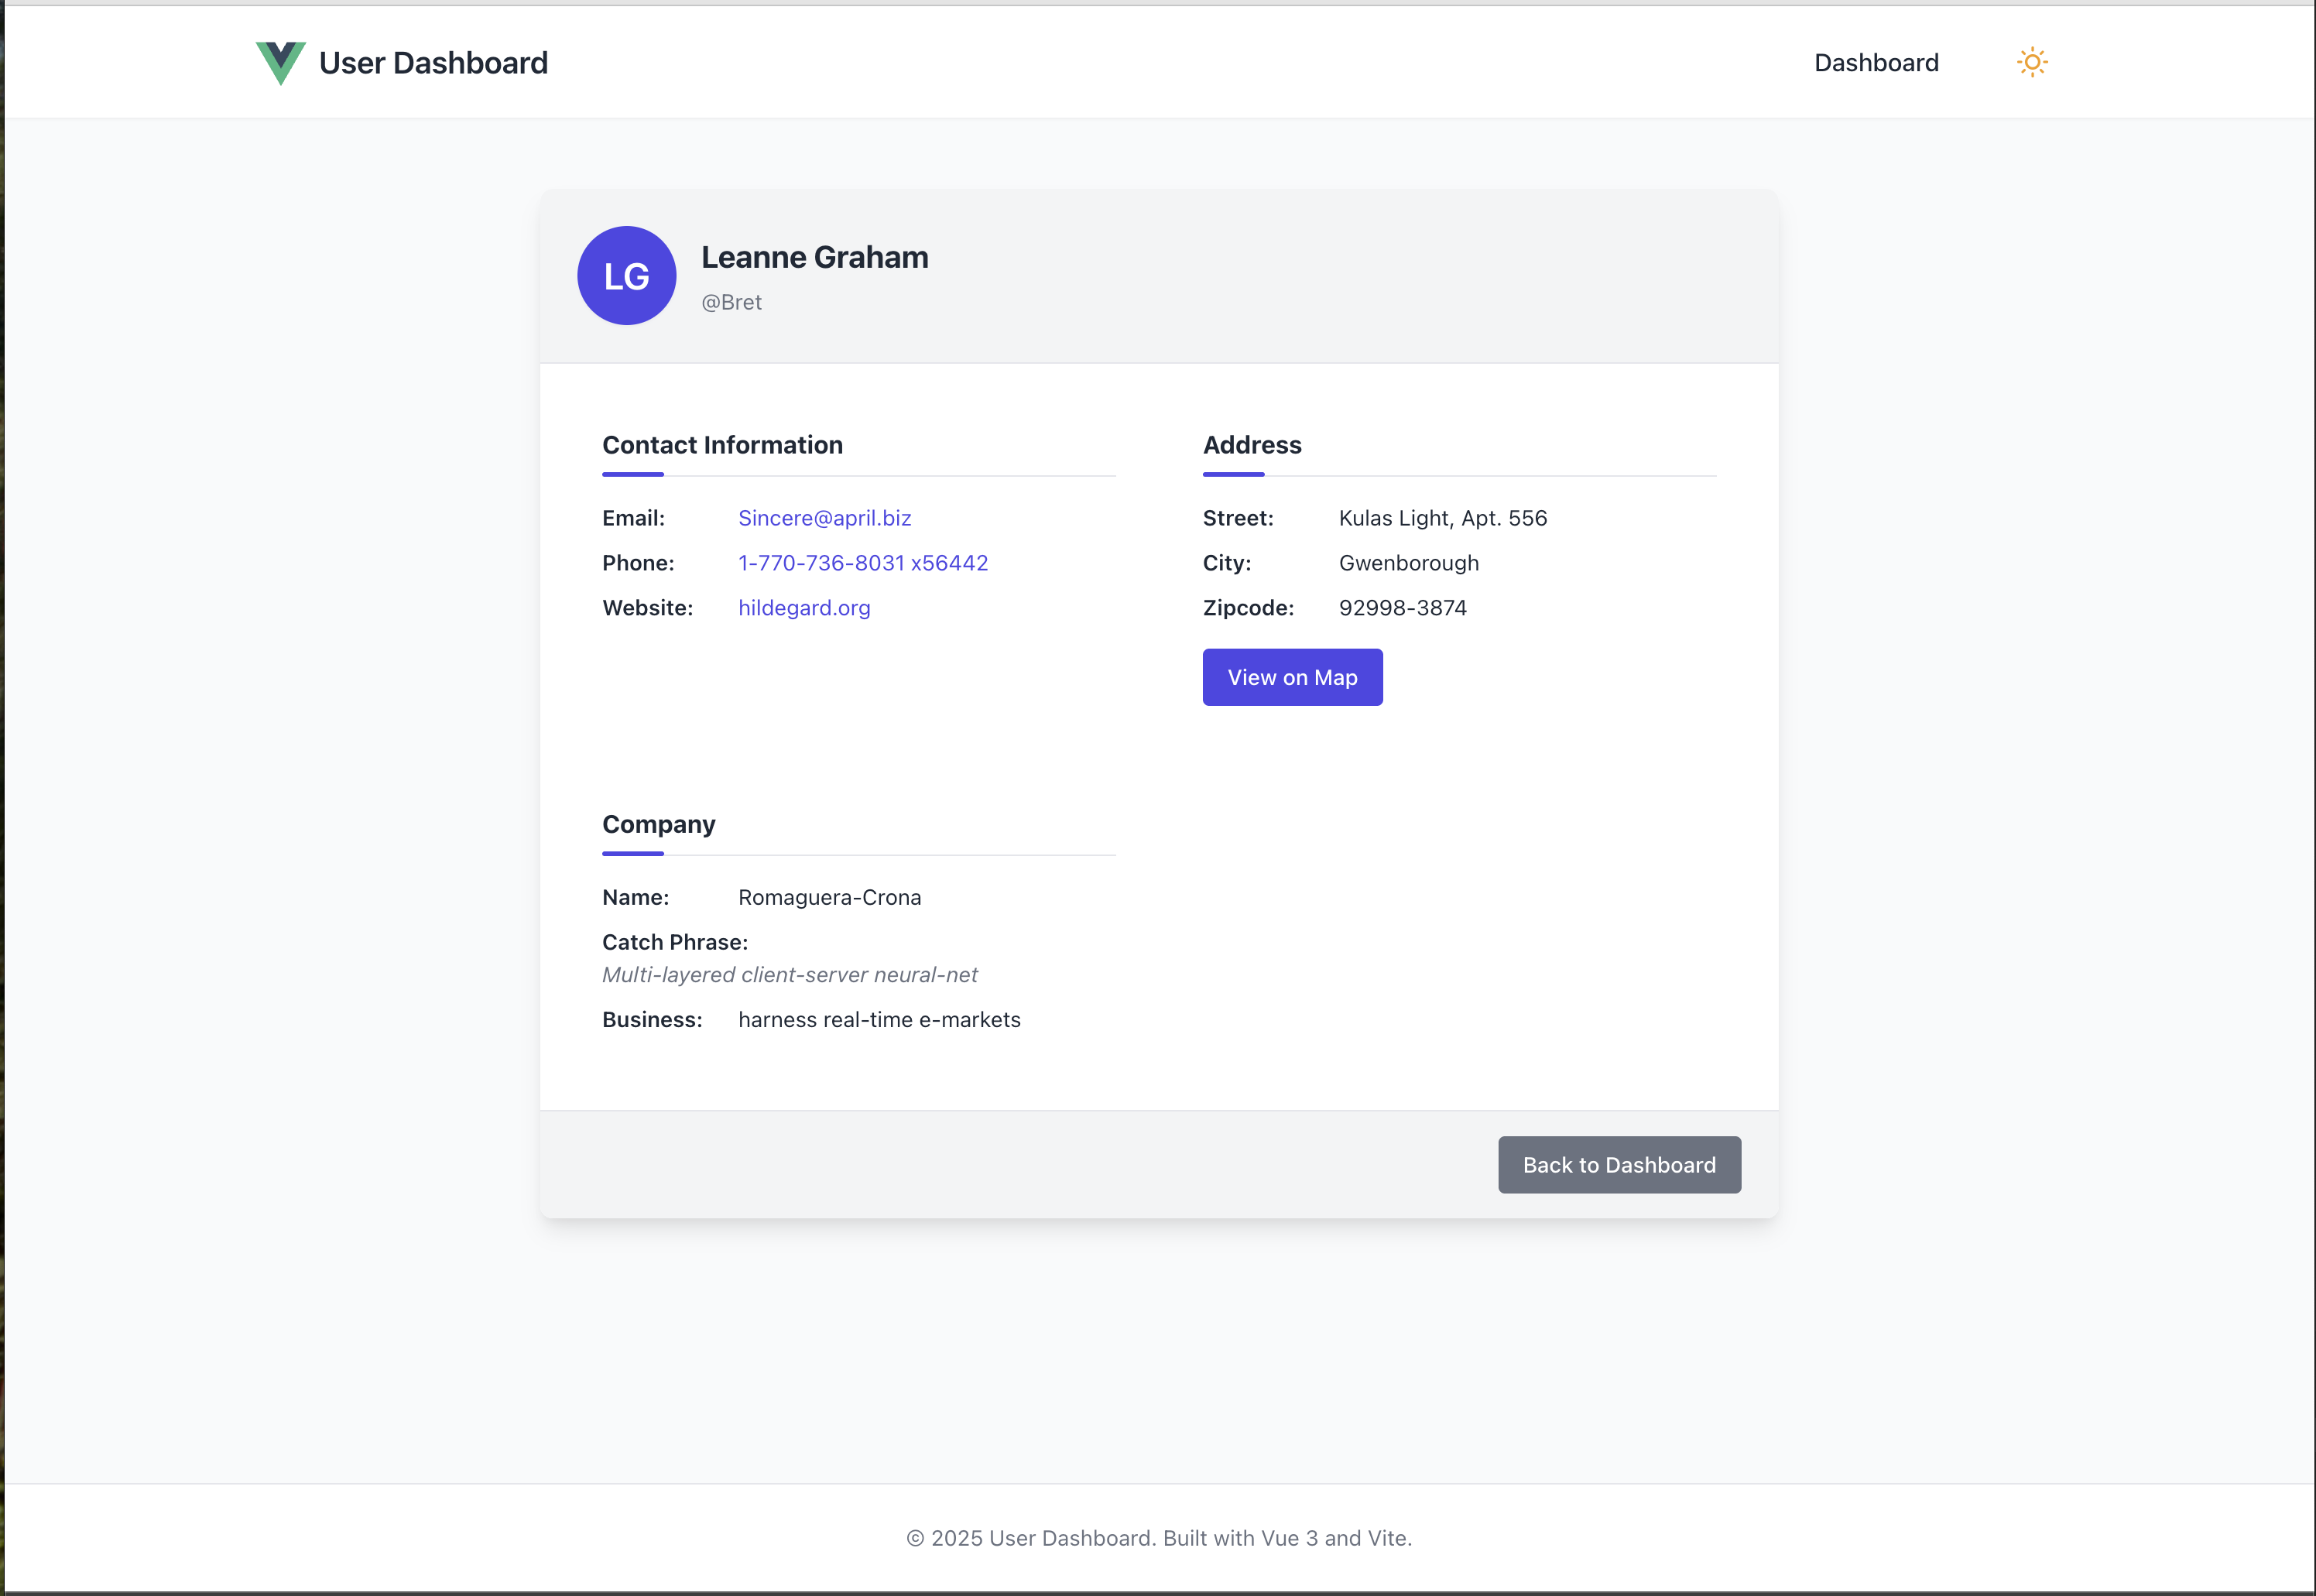 User Dashboard
Dashboard
LG
Leanne Graham
@Bret
Contact Information
Email: Sincere@april.biz
Phone: 1-770-736-8031 x56442
Website: hildegard.org
Address
Street: Kulas Light, Apt. 556
City: Gwenborough
Zipcode: 92998-3874
View on Map
Company
Name: Romaguera-Crona
Catch Phrase:
Multi-layered client-server neural-net
Business: harness real-time e-markets
Back to Dashboard
© 2025 User Dashboard. Built with Vue 3 and Vite.